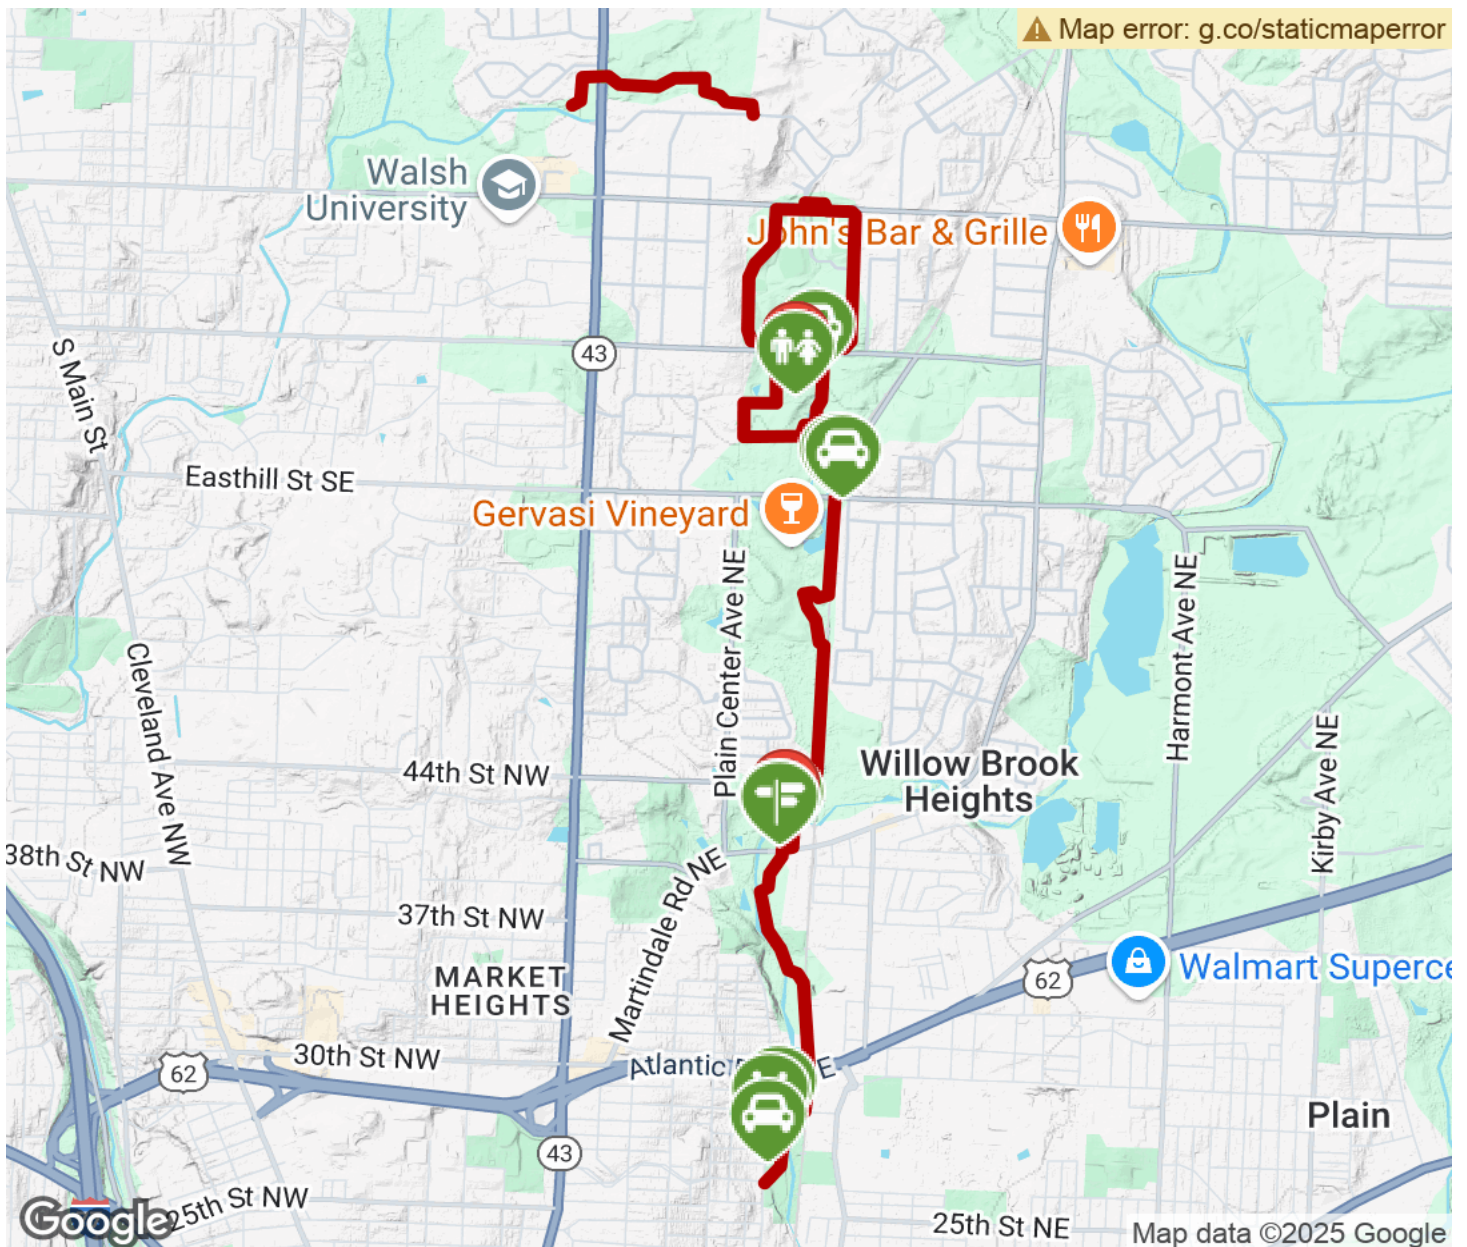 Map error: g.co/staticmaperror
Walsh
University
John's Bar & Grille
43
S Main St
Easthill St SE
Gervasi Vineyard
Plain Center Ave NE
Harmont Ave NE
Cleveland Ave NW
44th St NW
Willow Brook
Heights
Kirby Ave NE
38th St NW
Martindale Rd NE
37th St NW
MARKET
HEIGHTS
62
Walmart Superce
30th St NW
62
Atlantic
E
Plain
43
25th St NW
Google
25th St NE
Map data ©2025 Google